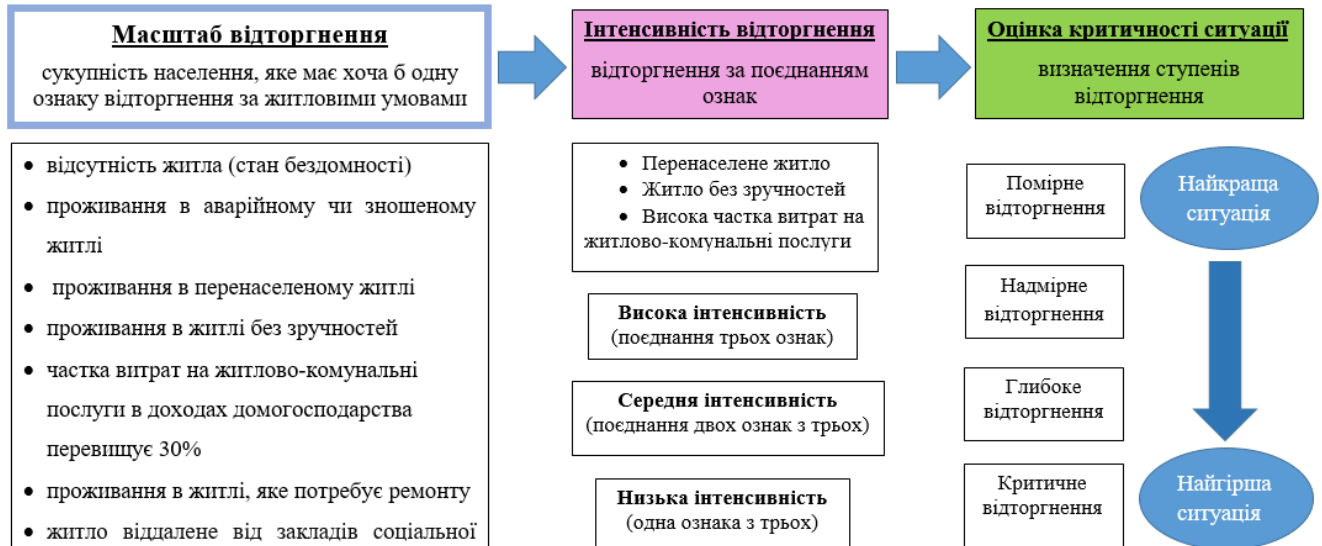 Масштаб відторгнення
сукупність населення, яке має хоча б одну
ознаку відторгнення за житловими умовами
Інтенсивність відторгнення
відторгнення за поєднанням
ознак
Оцінка критичності ситуації
визначення ступенів
відторгнення
• відсутність житла (стан бездомності)
• проживання в аварійному чи зношеному
житлі
• проживання в перенаселеному житлі
• проживання в житлі без зручностей
• частка витрат на житлово-комунальні
послуги в доходах домогосподарства
перевищує 30%
• проживання в житлі, яке потребує ремонту
• житло віддалене від закладів соціальної
• Перенаселене житло
• Житло без зручностей
• Висока частка витрат на
житлово-комунальні послуги
Висока інтенсивність
(поєднання трьох ознак)
Середня інтенсивність
(поєднання двох ознак з трьох)
Низька інтенсивність
(одна ознака з трьох)
Помірне
відторгнення
Надмірне
відторгнення
Глибоке
відторгнення
Критичне
відторгнення
Найкраща
ситуація
Найгірша
ситуація